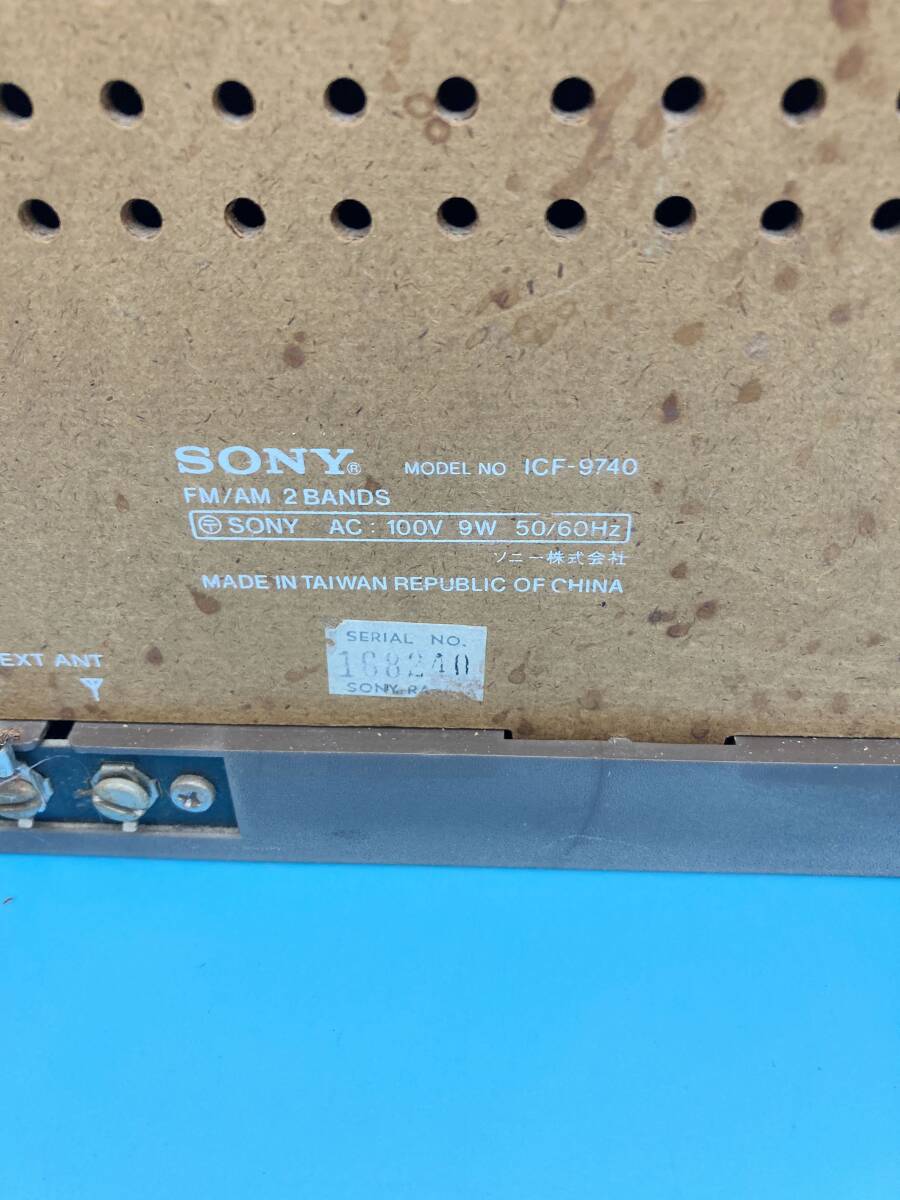 SONY® MODEL NO ICF-9740
FM/AM 2 BANDS
〶 SONY AC: 100V 9W 50/60Hz
ソニー株式会社
MADE IN TAIWAN REPUBLIC OF CHINA
EXT ANT
SERIAL NO.
168240
SONY